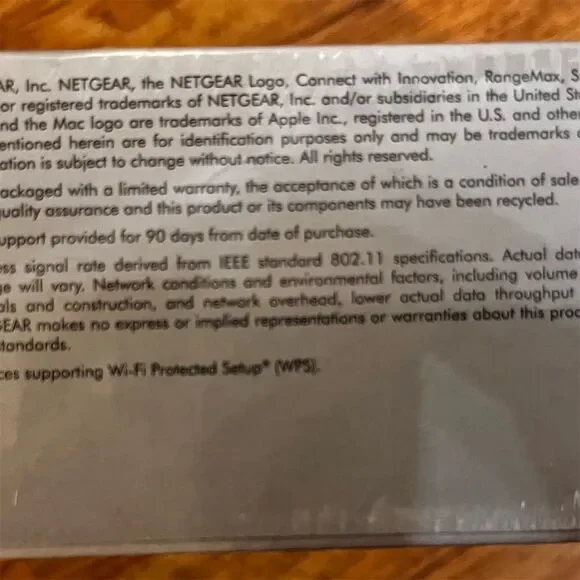 AR, Inc. NETGEAR, the NETGEAR Logo, Connect with Innovation, RangeMax, S
or registered trademarks of NETGEAR, Inc. and/or subsidiaries in the United Sta
nd the Mac logo are trademarks of Apple Inc., registered in the U.S. and other
entioned herein are for identification purposes only and may be trademarks
ation is subject to change without notice. All rights reserved.
ackaged with a limited warranty, the acceptance of which is a condition of sale
quality assurance and this product or its components may have been recycled.
upport provided for 90 days from date of purchase.
ess signal rate derived from IEEE standard 802.11 specifications. Actual data
ge will vary. Network conditions and environmental factors, including volume
als and construction, and network overhead, lower actual data throughput
GEAR makes no express or implied representations or warranties about this prod
tandards.
ces supporting Wi-Fi Protected Setup® (WPS).